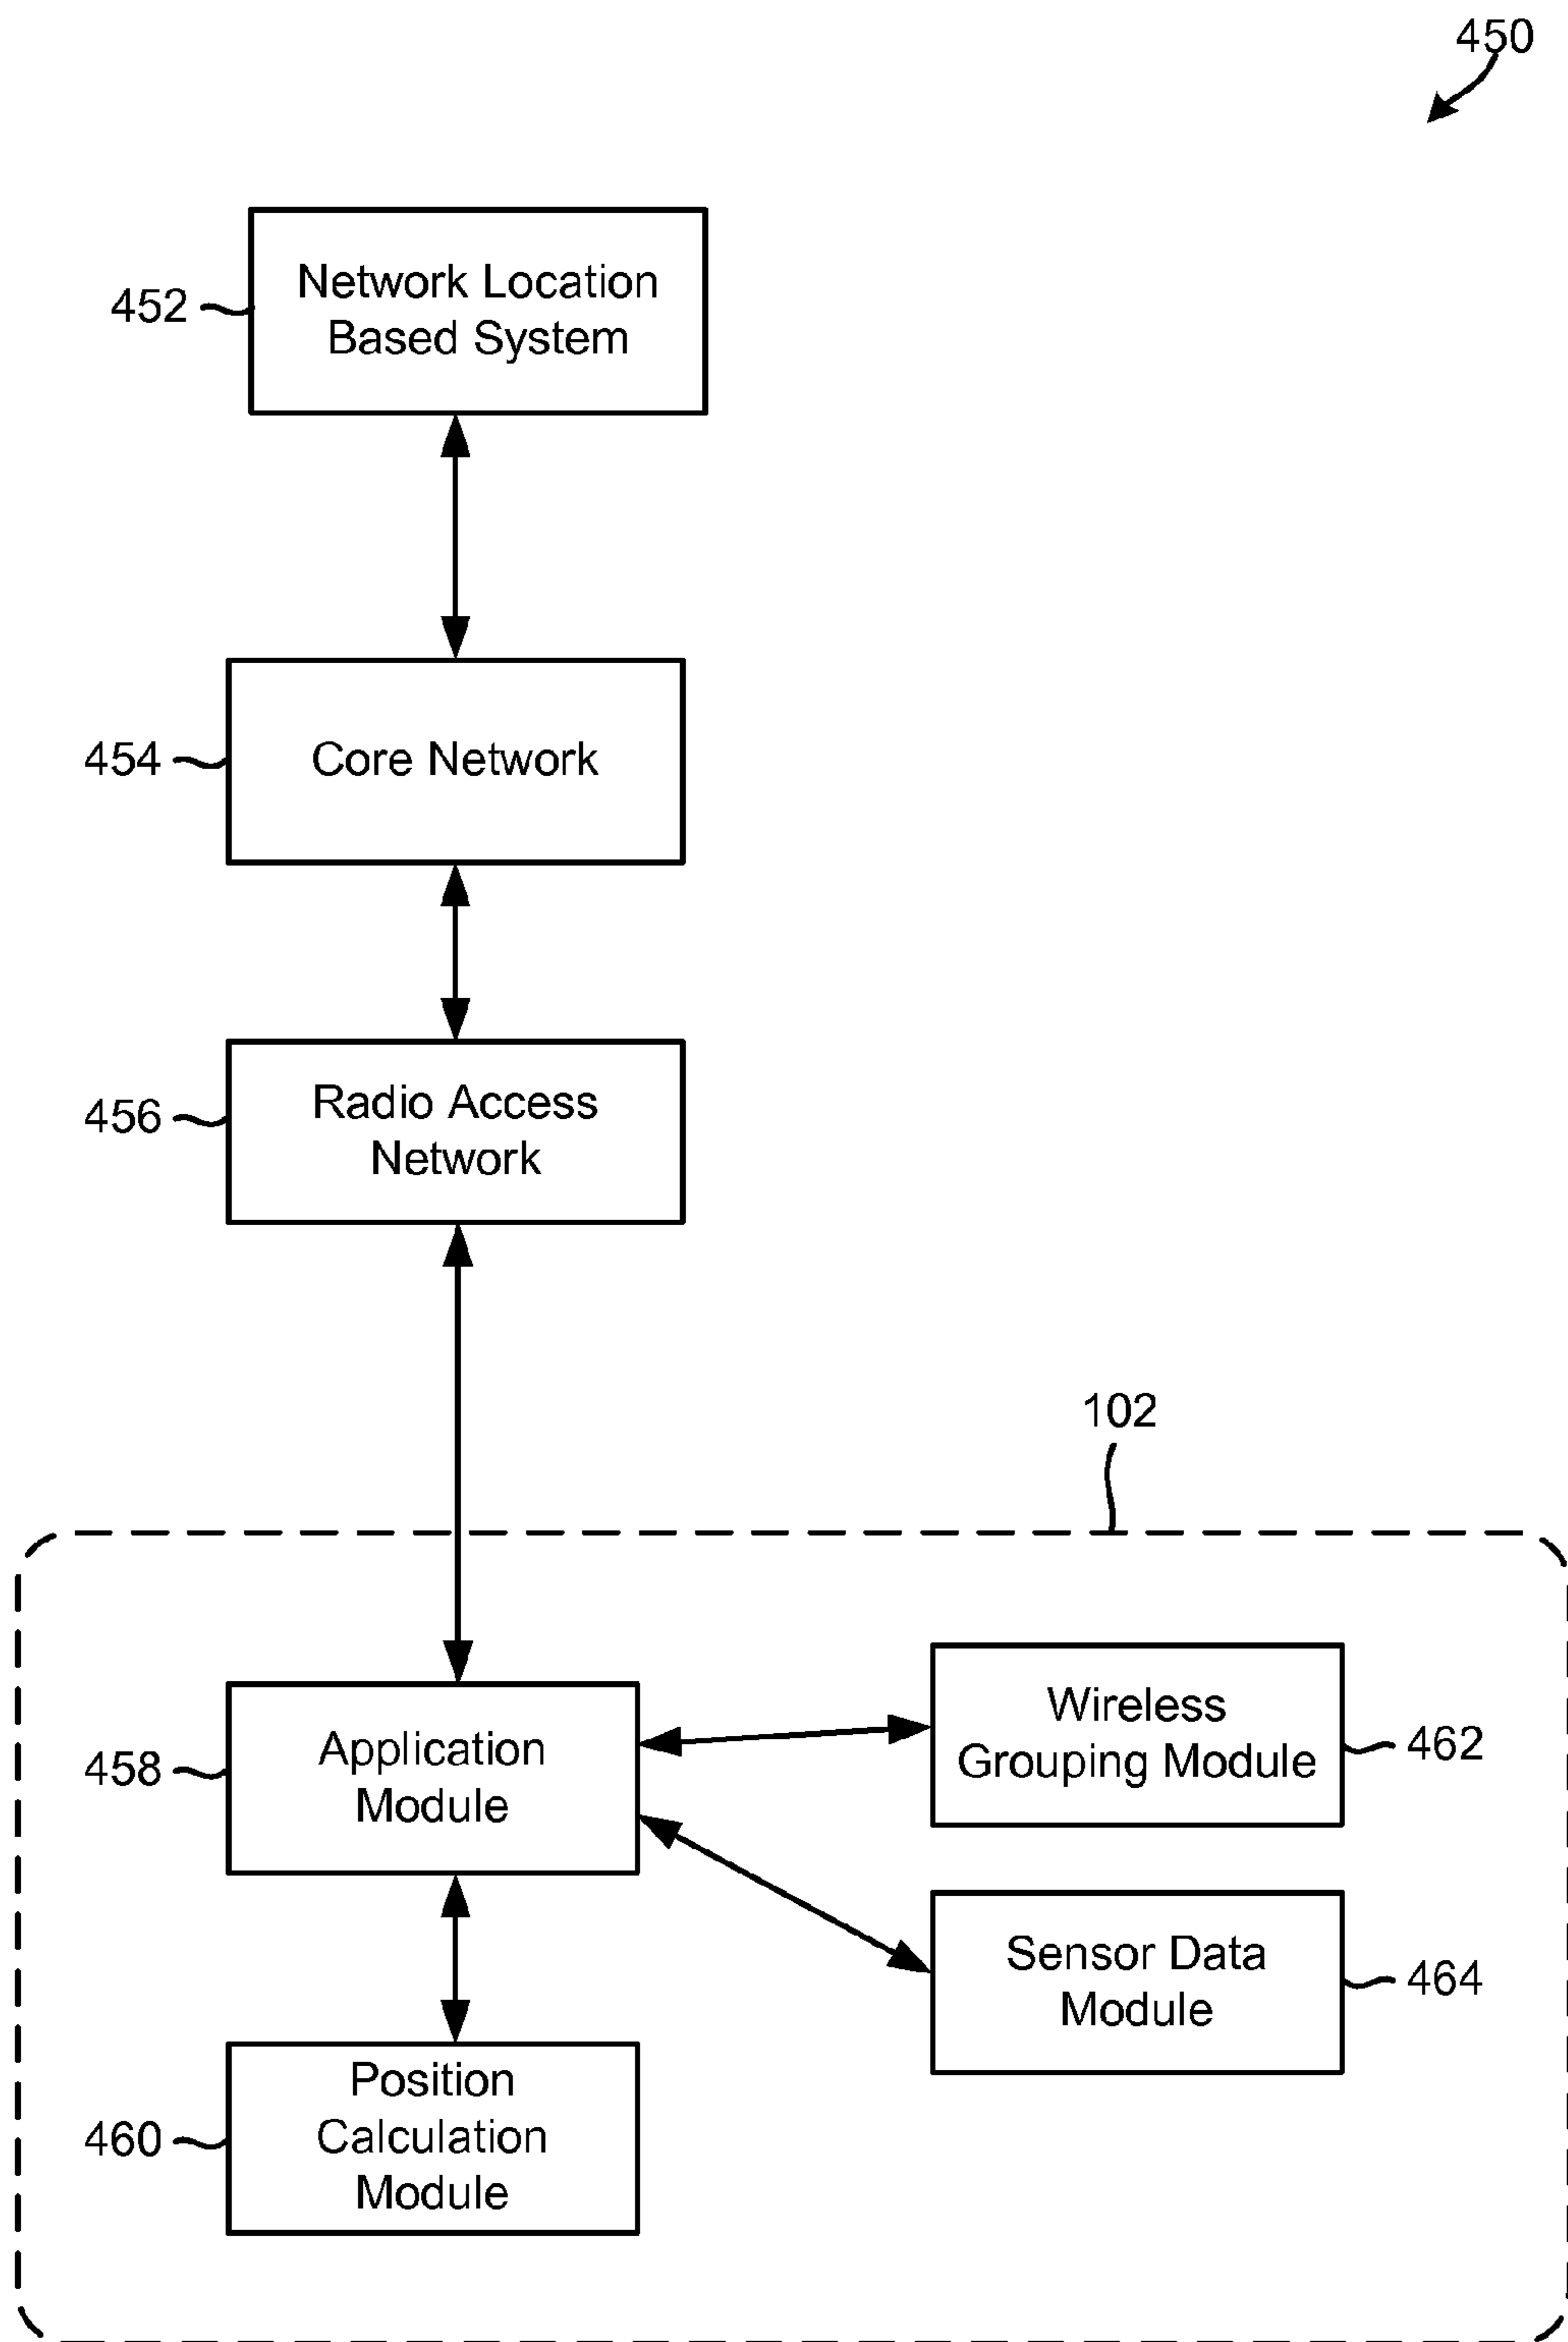 450
Network Location
Based System
452
Core Network
454
Radio Access
Network
456
102
Application
Module
458
Wireless
Grouping Module
462
Sensor Data
Module
464
Position
Calculation
Module
460